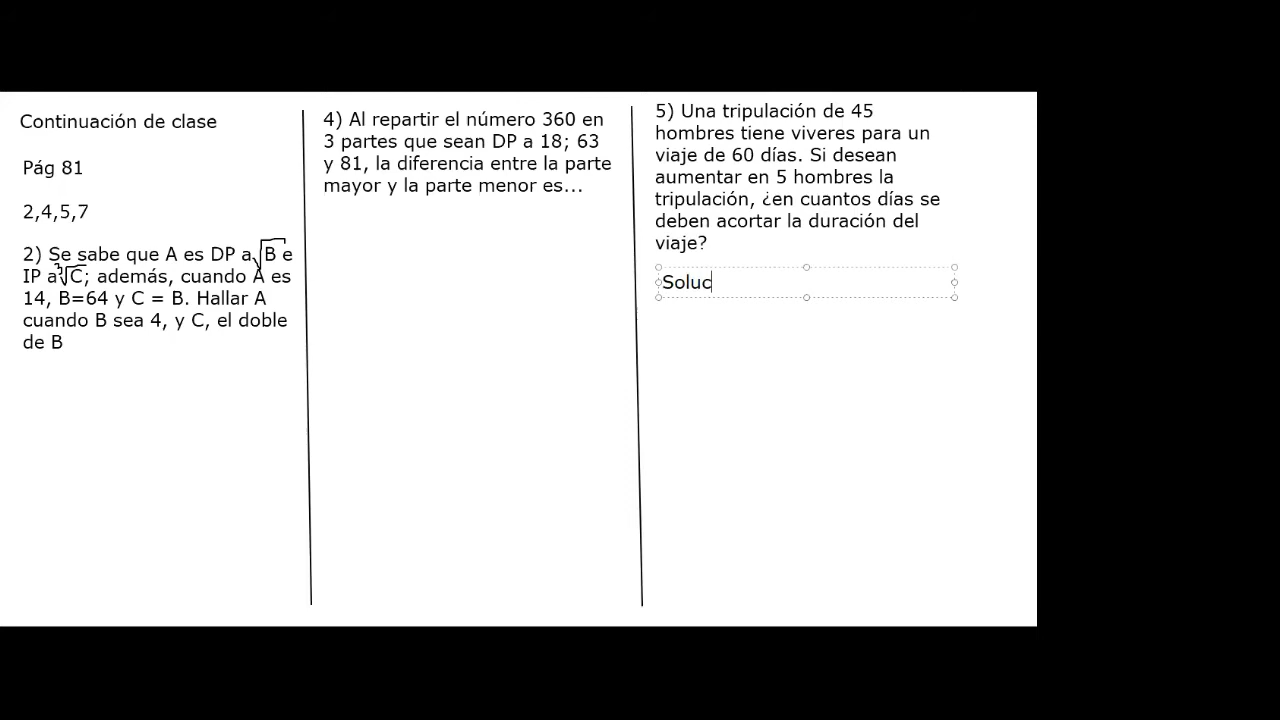 Continuación de clase
Pág 81
2,4,5,7
2) Se sabe que A es DP a √B e
IP a ∛C; además, cuando A es
14, B=64 y C = B. Hallar A
cuando B sea 4, y C, el doble
de B
4) Al repartir el número 360 en
3 partes que sean DP a 18; 63
y 81, la diferencia entre la parte
mayor y la parte menor es...
5) Una tripulación de 45
hombres tiene viveres para un
viaje de 60 días. Si desean
aumentar en 5 hombres la
tripulación, ¿en cuantos días se
deben acortar la duración del
viaje?
Soluc